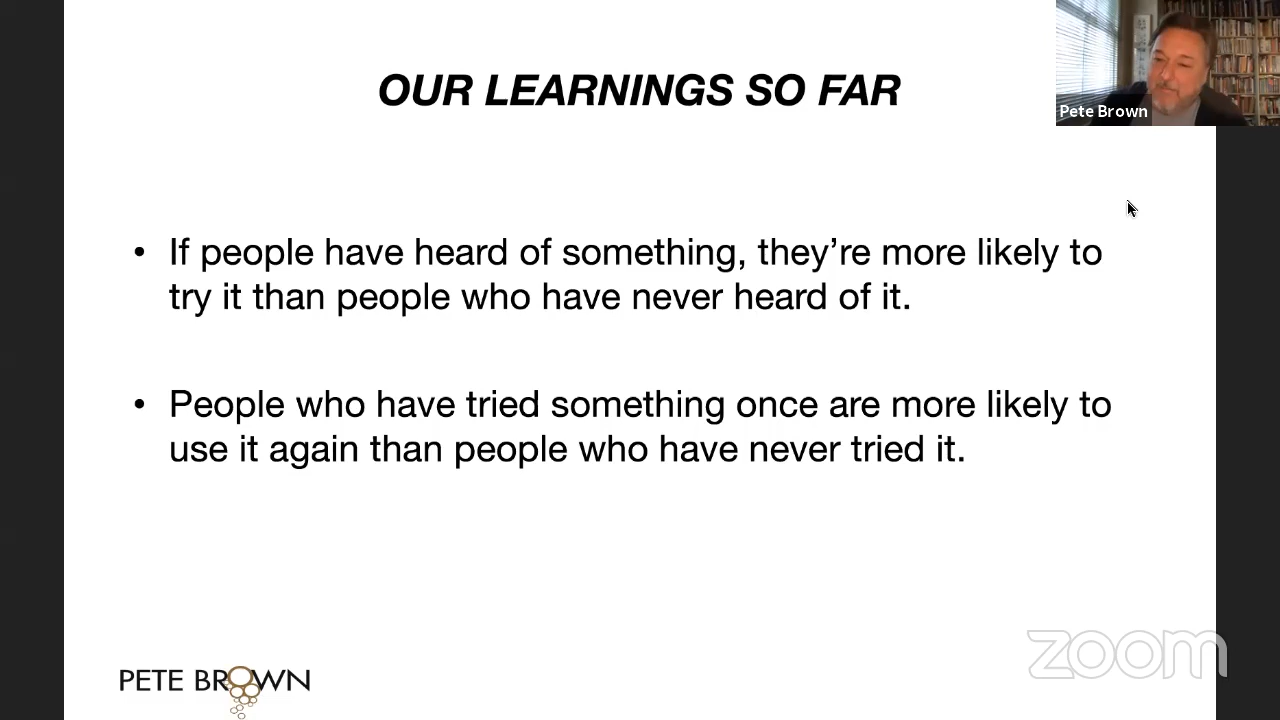 OUR LEARNINGS SO FAR
Pete Brown
• If people have heard of something, they’re more likely to
try it than people who have never heard of it.
• People who have tried something once are more likely to
use it again than people who have never tried it.
PETE BROWN
zoom